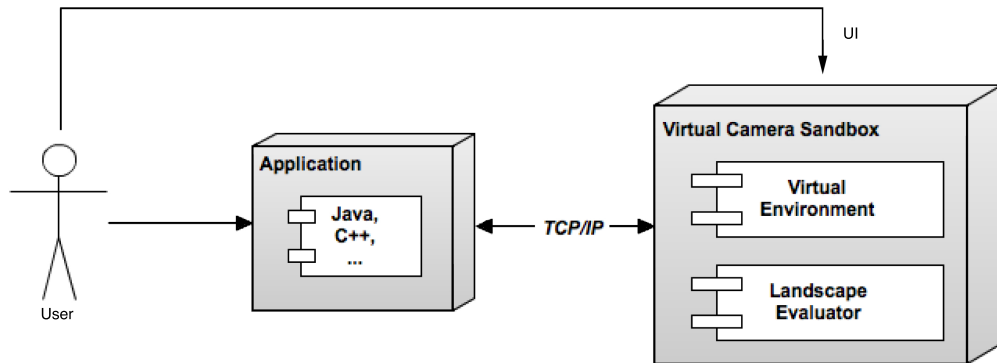 UI
Virtual Camera Sandbox
Application
Virtual
Environment
Java,
C++,
...
TCP/IP
Landscape
Evaluator
User